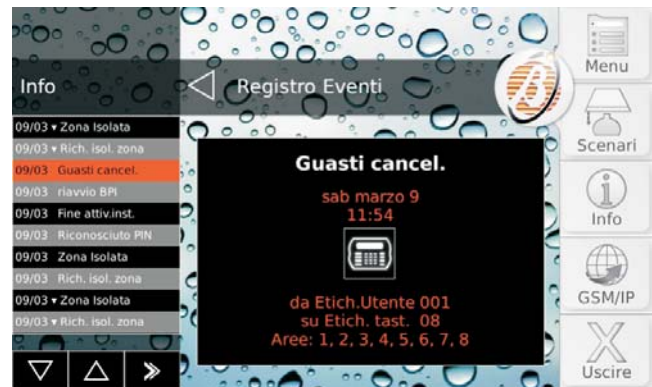 Info
Registro Eventi
09/03 ▾ Zona Isolata
09/03 ▾ Rich. isol. zona
09/03 Guasti cancel.
09/03 riavvio BPI
09/03 Fine attiv.inst.
09/03 Riconosciuto PIN
09/03 Zona Isolata
09/03 Rich. isol. zona
09/03 ▾ Zona Isolata
09/03 ▾ Rich. isol. zona
Guasti cancel.
sab marzo 9
11:54
da Etich.Utente 001
su Etich. tast. 08
Aree: 1, 2, 3, 4, 5, 6, 7, 8
Menu
Scenari
Info
GSM/IP
Uscire